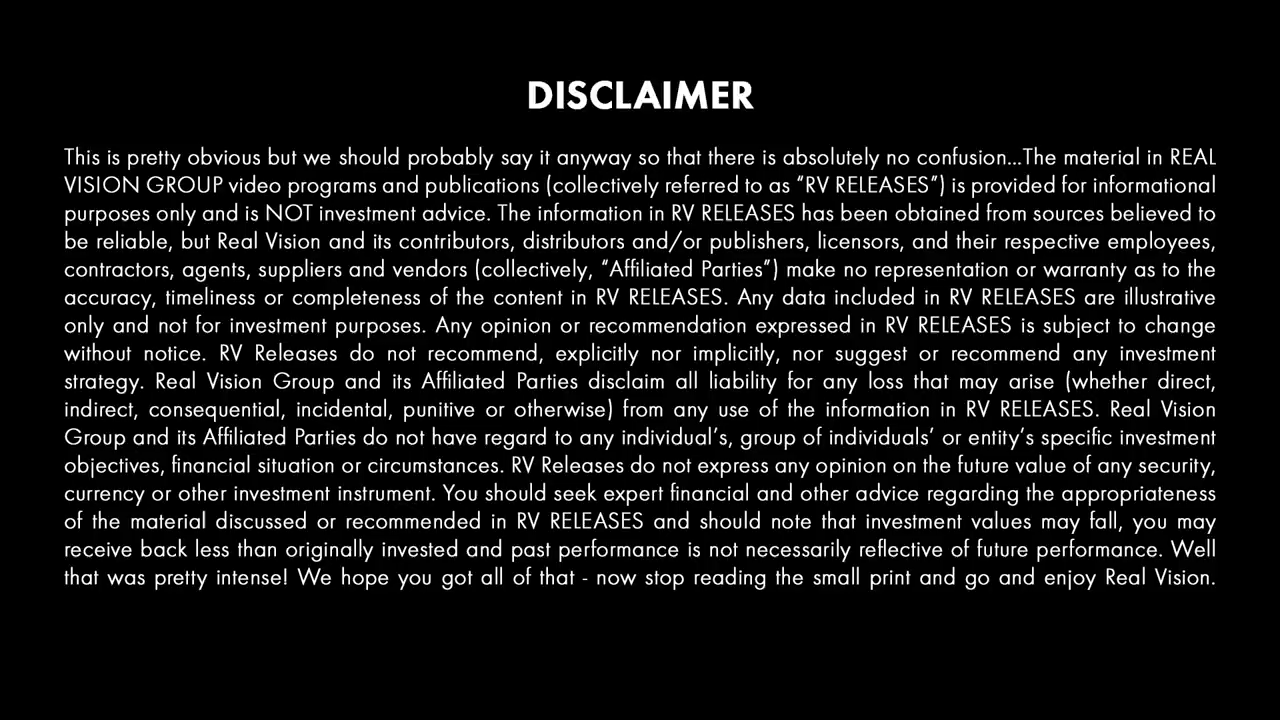 DISCLAIMER
This is pretty obvious but we should probably say it anyway so that there is absolutely no confusion...The material in REAL
VISION GROUP video programs and publications (collectively referred to as “RV RELEASES”) is provided for informational
purposes only and is NOT investment advice. The information in RV RELEASES has been obtained from sources believed to
be reliable, but Real Vision and its contributors, distributors and/or publishers, licensors, and their respective employees,
contractors, agents, suppliers and vendors (collectively, “Affiliated Parties”) make no representation or warranty as to the
accuracy, timeliness or completeness of the content in RV RELEASES. Any data included in RV RELEASES are illustrative
only and not for investment purposes. Any opinion or recommendation expressed in RV RELEASES is subject to change
without notice. RV Releases do not recommend, explicitly nor implicitly, nor suggest or recommend any investment
strategy. Real Vision Group and its Affiliated Parties disclaim all liability for any loss that may arise (whether direct,
indirect, consequential, incidental, punitive or otherwise) from any use of the information in RV RELEASES. Real Vision
Group and its Affiliated Parties do not have regard to any individual’s, group of individuals’ or entity’s specific investment
objectives, financial situation or circumstances. RV Releases do not express any opinion on the future value of any security,
currency or other investment instrument. You should seek expert financial and other advice regarding the appropriateness
of the material discussed or recommended in RV RELEASES and should note that investment values may fall, you may
receive back less than originally invested and past performance is not necessarily reflective of future performance. Well
that was pretty intense! We hope you got all of that - now stop reading the small print and go and enjoy Real Vision.